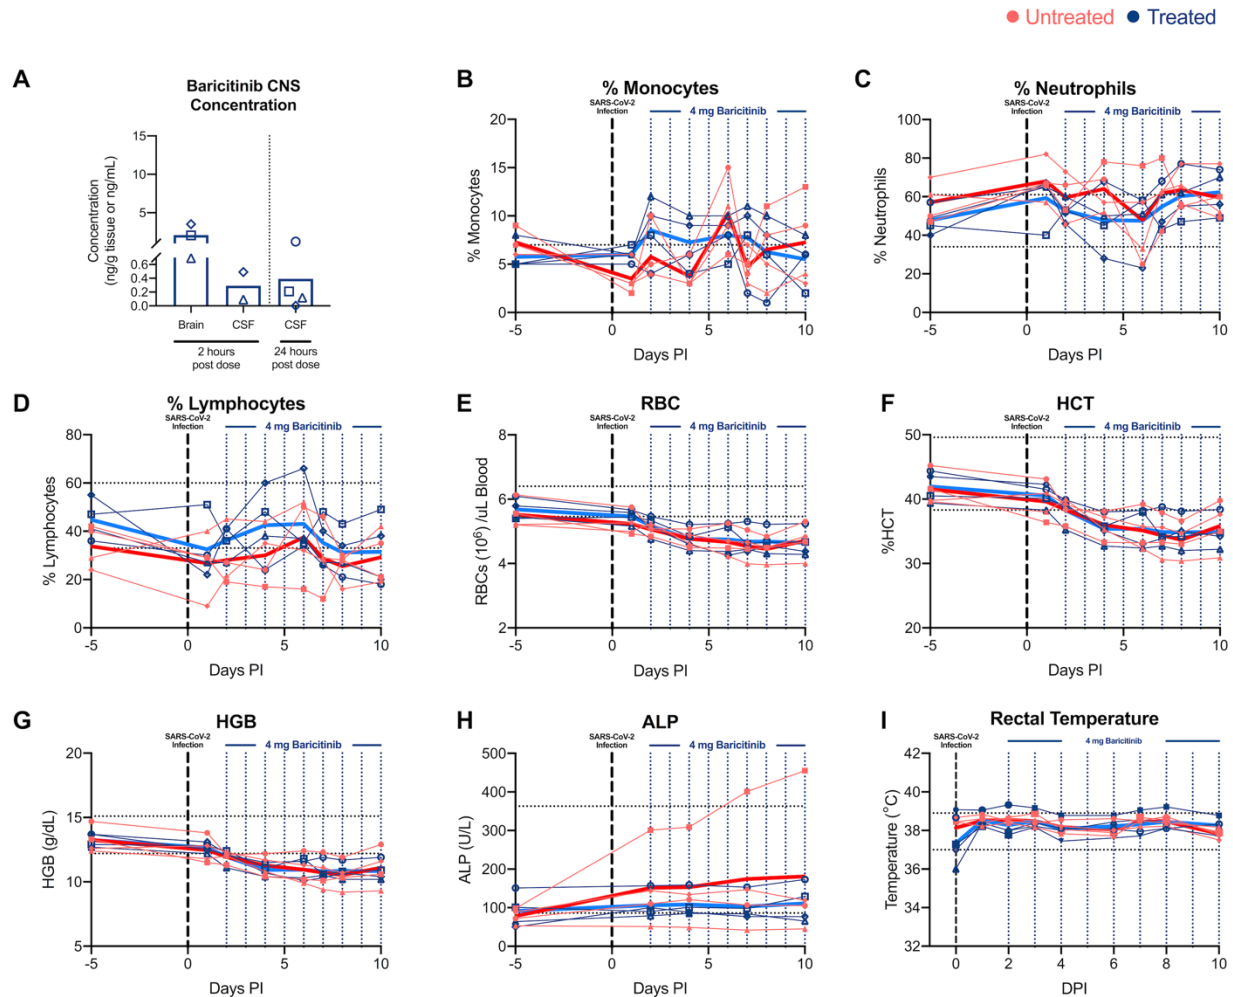 Untreated Treated
A
Baricitinib CNS
Concentration
Concentration
(ng/g tissue or ng/mL)
15
10
5
0.6
0.4
0.2
0.0
Brain CSF CSF
2 hours
post dose
24 hours
post dose
B
% Monocytes
SARS-CoV-2
Infection
4 mg Baricitinib
% Monocytes
20
15
10
5
0
-5 0 5 10
Days PI
C
% Neutrophils
SARS-CoV-2
Infection
4 mg Baricitinib
% Neutrophils
100
80
60
40
20
0
-5 0 5 10
Days PI
D
% Lymphocytes
SARS-CoV-2
Infection
4 mg Baricitinib
% Lymphocytes
80
60
40
20
0
-5 0 5 10
Days PI
E
RBC
SARS-CoV-2
Infection
4 mg Baricitinib
RBCs (10⁶) /uL Blood
8
6
4
2
-5 0 5 10
Days PI
F
HCT
SARS-CoV-2
Infection
4 mg Baricitinib
%HCT
50
40
30
20
-5 0 5 10
Days PI
G
HGB
SARS-CoV-2
Infection
4 mg Baricitinib
HGB (g/dL)
20
15
10
5
-5 0 5 10
Days PI
H
ALP
SARS-CoV-2
Infection
4 mg Baricitinib
ALP (U/L)
500
400
300
200
100
0
-5 0 5 10
Days PI
I
Rectal Temperature
SARS-CoV-2
Infection
4 mg Baricitinib
Temperature (°C)
42
40
38
36
34
32
0 2 4 6 8 10
DPI